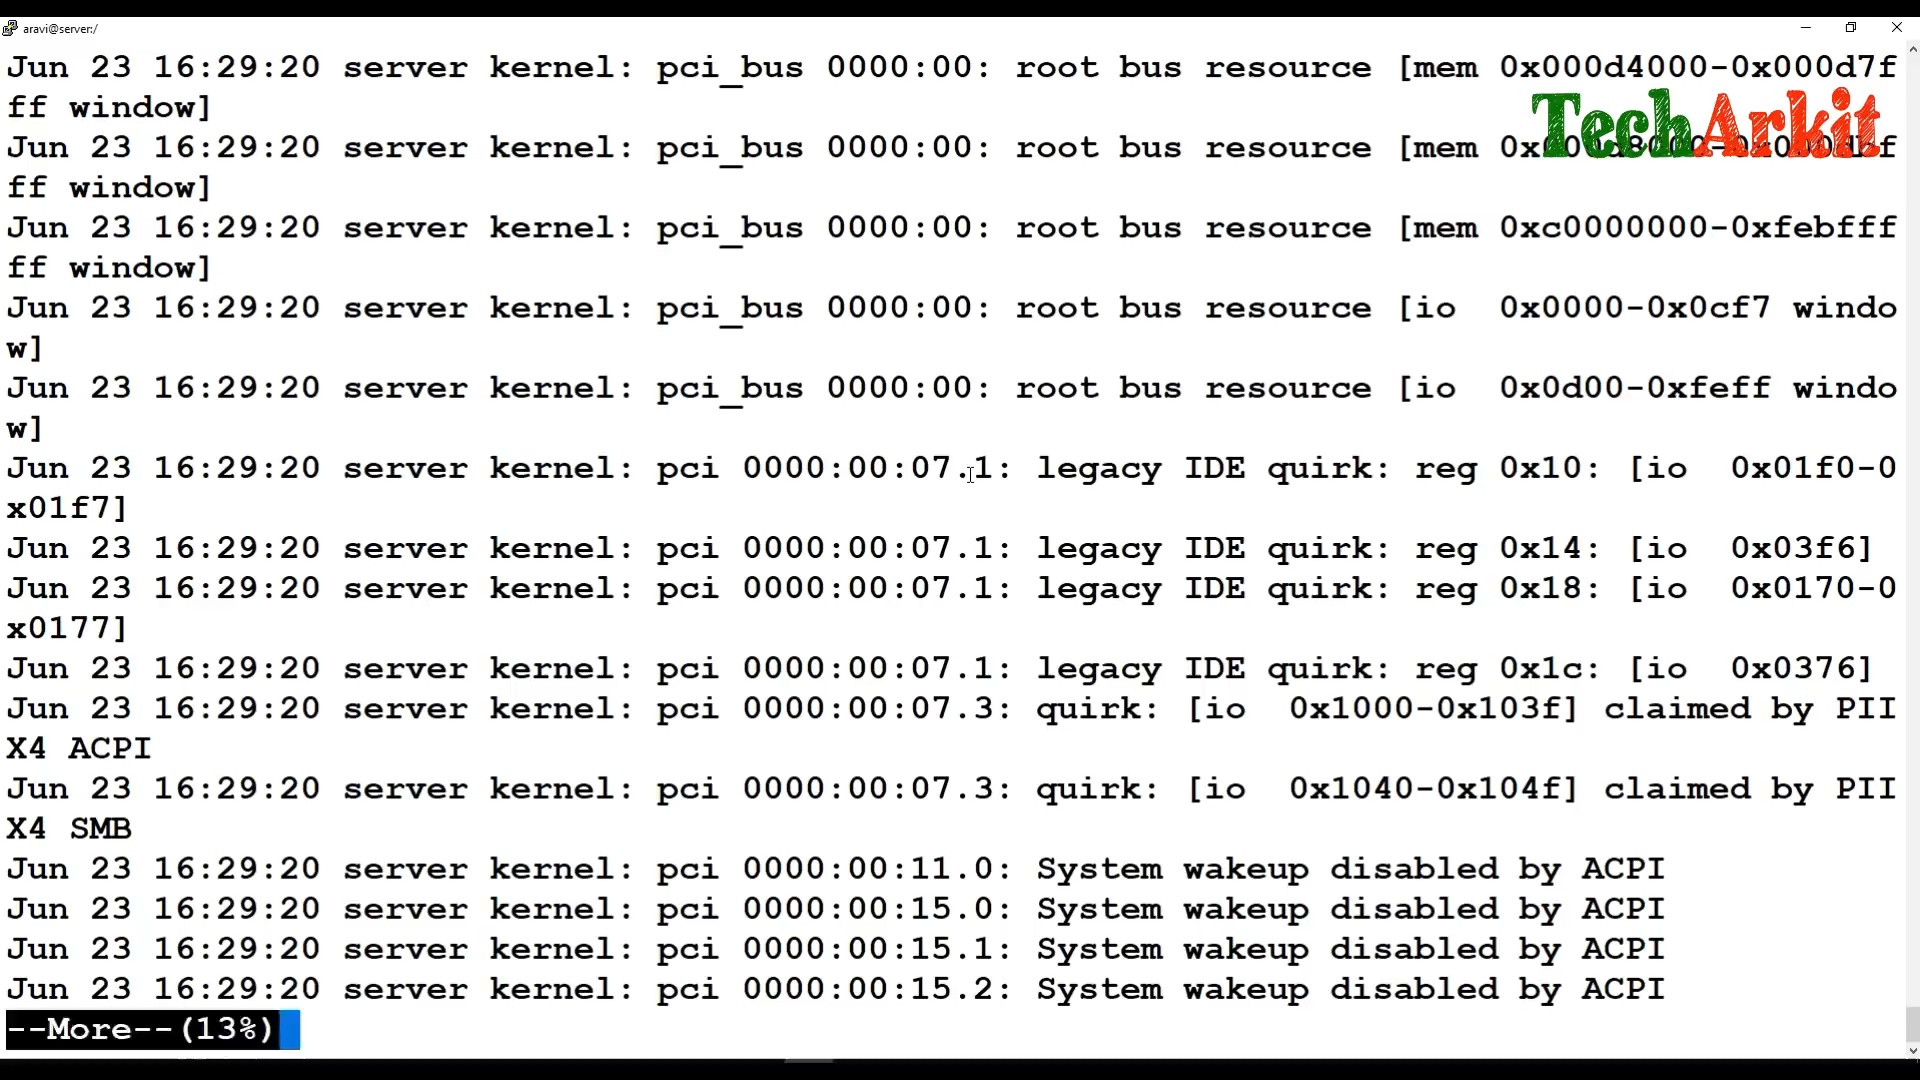 aravi@server:/
Jun 23 16:29:20 server kernel: pci_bus 0000:00: root bus resource [mem 0x000d4000-0x000d7f
ff window]
TechArkit
Jun 23 16:29:20 server kernel: pci_bus 0000:00: root bus resource [mem
ff window]
Jun 23 16:29:20 server kernel: pci_bus 0000:00: root bus resource [mem 0xc0000000-0xfebfff
ff window]
Jun 23 16:29:20 server kernel: pci_bus 0000:00: root bus resource [io  0x0000-0x0cf7 windo
w]
Jun 23 16:29:20 server kernel: pci_bus 0000:00: root bus resource [io  0x0d00-0xfeff windo
w]
Jun 23 16:29:20 server kernel: pci 0000:00:07.1: legacy IDE quirk: reg 0x10: [io  0x01f0-0
x01f7]
Jun 23 16:29:20 server kernel: pci 0000:00:07.1: legacy IDE quirk: reg 0x14: [io  0x03f6]
Jun 23 16:29:20 server kernel: pci 0000:00:07.1: legacy IDE quirk: reg 0x18: [io  0x0170-0
x0177]
Jun 23 16:29:20 server kernel: pci 0000:00:07.1: legacy IDE quirk: reg 0x1c: [io  0x0376]
Jun 23 16:29:20 server kernel: pci 0000:00:07.3: quirk: [io  0x1000-0x103f] claimed by PII
X4 ACPI
Jun 23 16:29:20 server kernel: pci 0000:00:07.3: quirk: [io  0x1040-0x104f] claimed by PII
X4 SMB
Jun 23 16:29:20 server kernel: pci 0000:00:11.0: System wakeup disabled by ACPI
Jun 23 16:29:20 server kernel: pci 0000:00:15.0: System wakeup disabled by ACPI
Jun 23 16:29:20 server kernel: pci 0000:00:15.1: System wakeup disabled by ACPI
Jun 23 16:29:20 server kernel: pci 0000:00:15.2: System wakeup disabled by ACPI
--More--(13%)